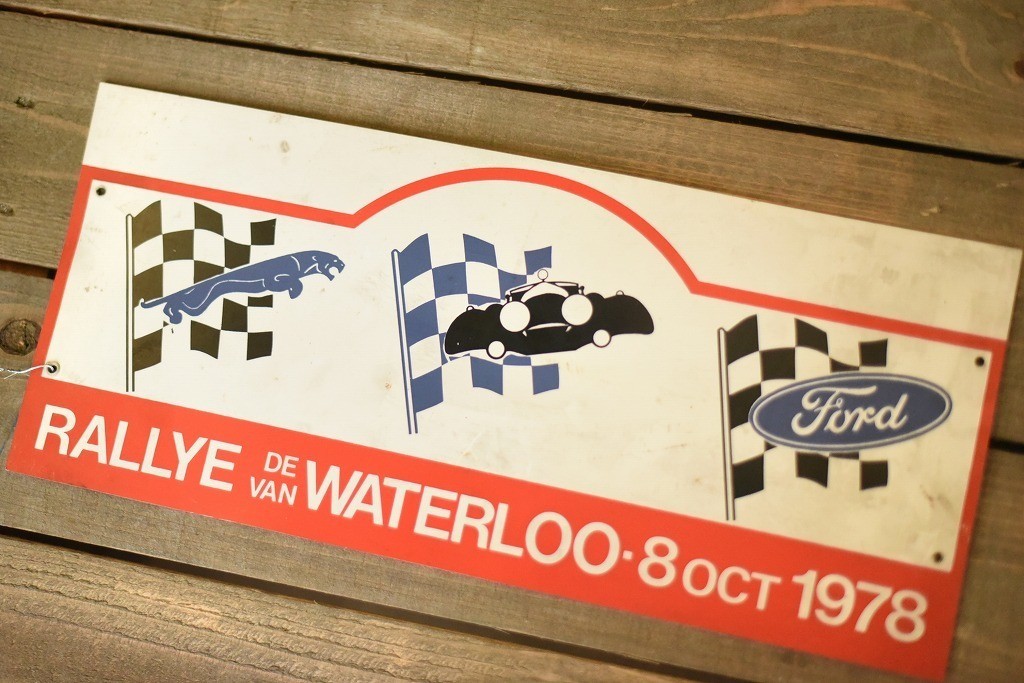 Ford
RALLYE DE VAN WATERLOO · 8 OCT 1978